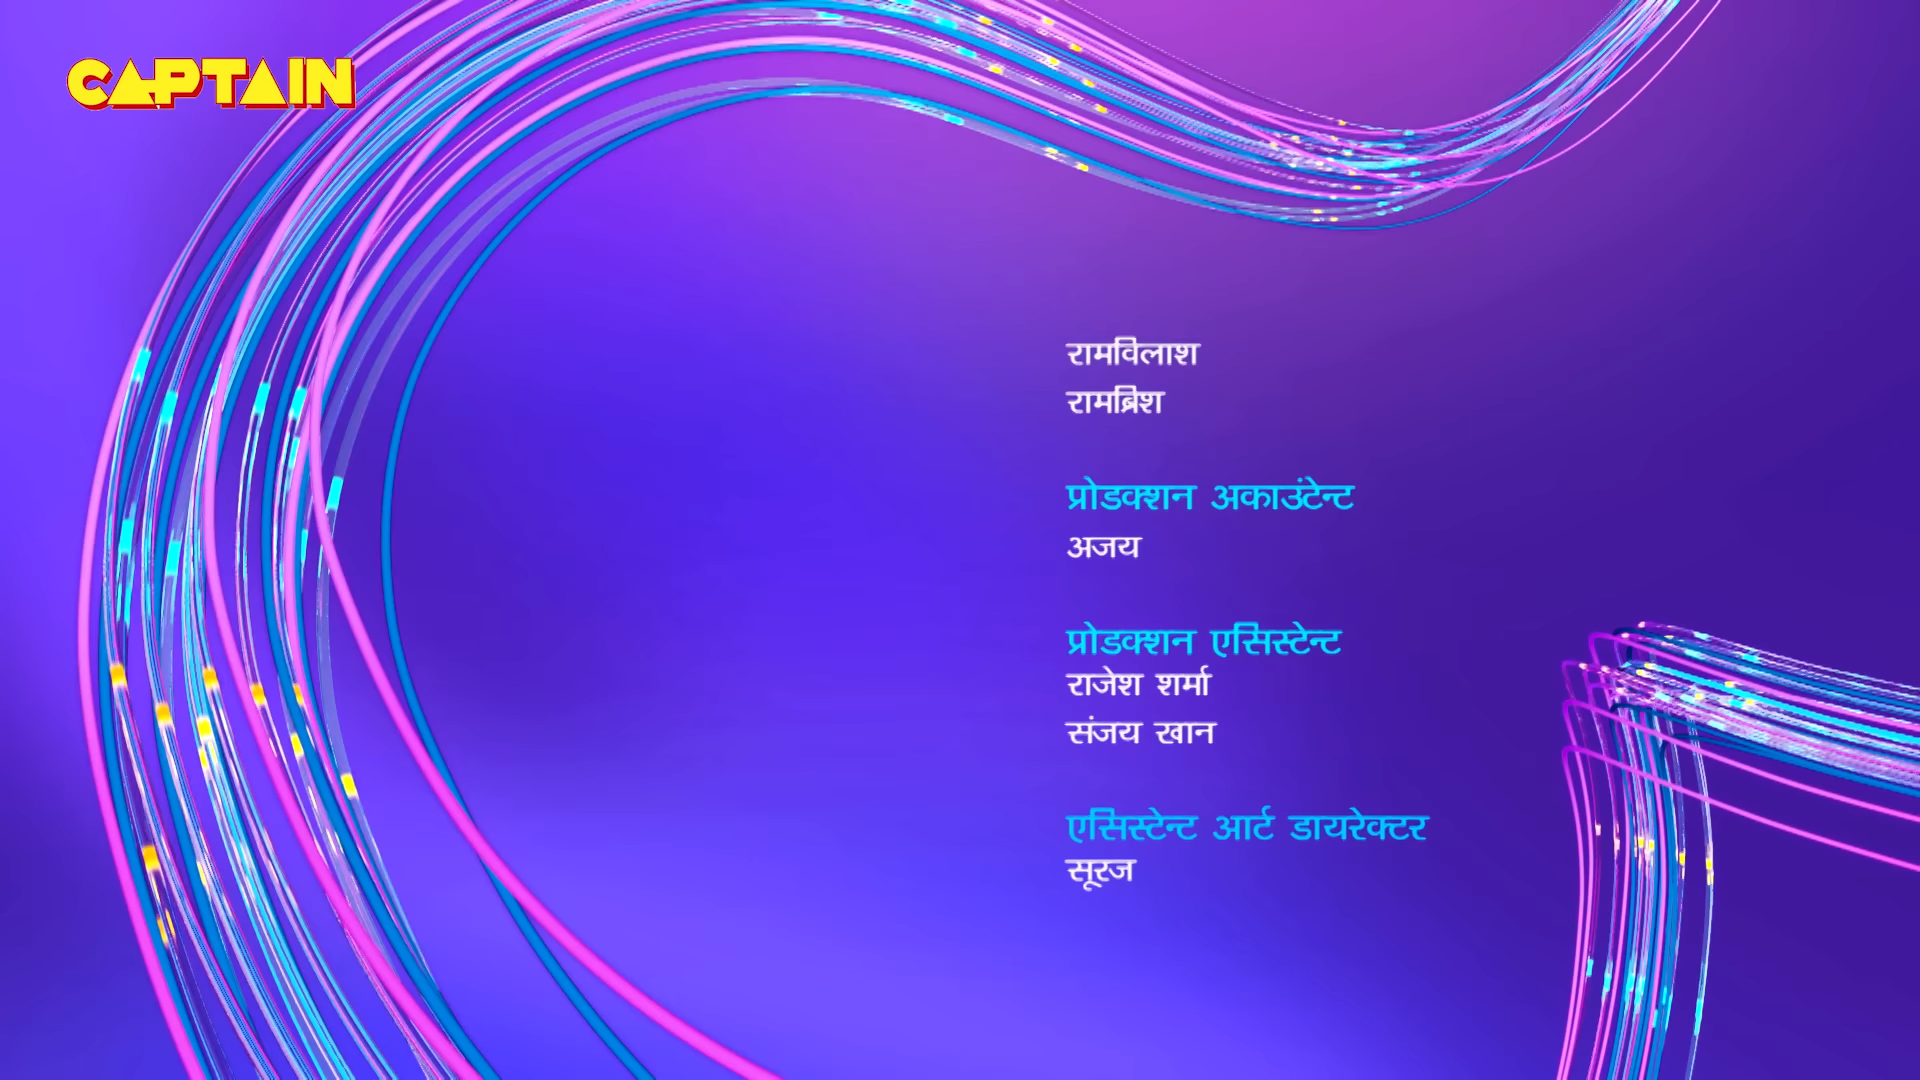 CAPTAIN
रामविलाश
रामब्रिश
प्रोडक्शन अकाउंटेन्ट
अजय
प्रोडक्शन एसिस्टेन्ट
राजेश शर्मा
संजय खान
एसिस्टेन्ट आर्ट डायरेक्टर
सूरज